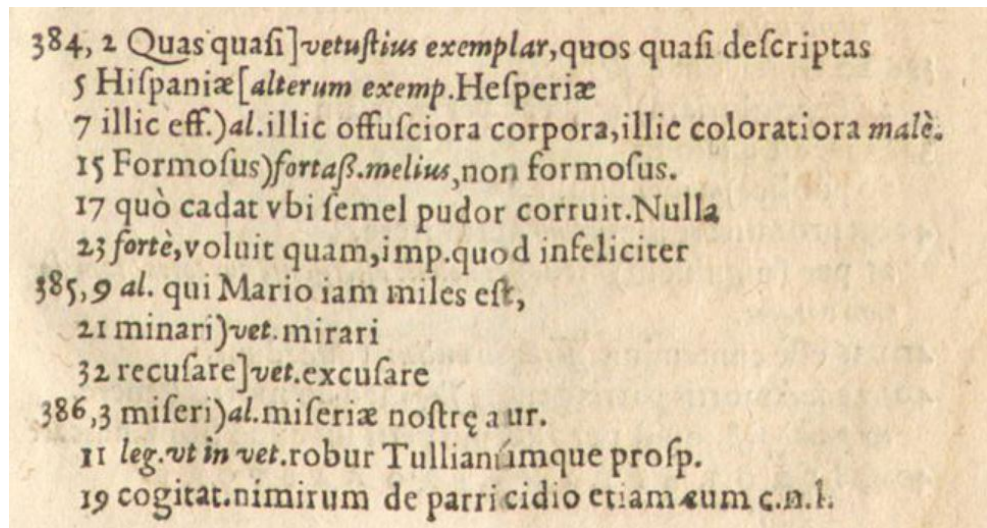 384, 2 Quas quaſi]vetuſtius exemplar,quos quaſi deſcriptas
5 Hiſpaniæ[alterum exemp.Heſperiæ
7 illic eff.)al.illic offuſciora corpora,illic coloratiora malè.
15 Formoſus)fortaß.melius,non formoſus.
17 quò cadat vbi ſemel pudor corruit.Nulla
23 fortè,voluit quam,imp.quod infeliciter
385,9 al. qui Mario iam miles eſt,
21 minari)vet.mirari
32 recuſare]vet.excuſare
386,3 miſeri)al.miſeriæ noſtrę aur.
11 leg.vt in vet.robur Tullianúmque proſp.
19 cogitat.nimirum de parricidio etiam cum c.n.l.